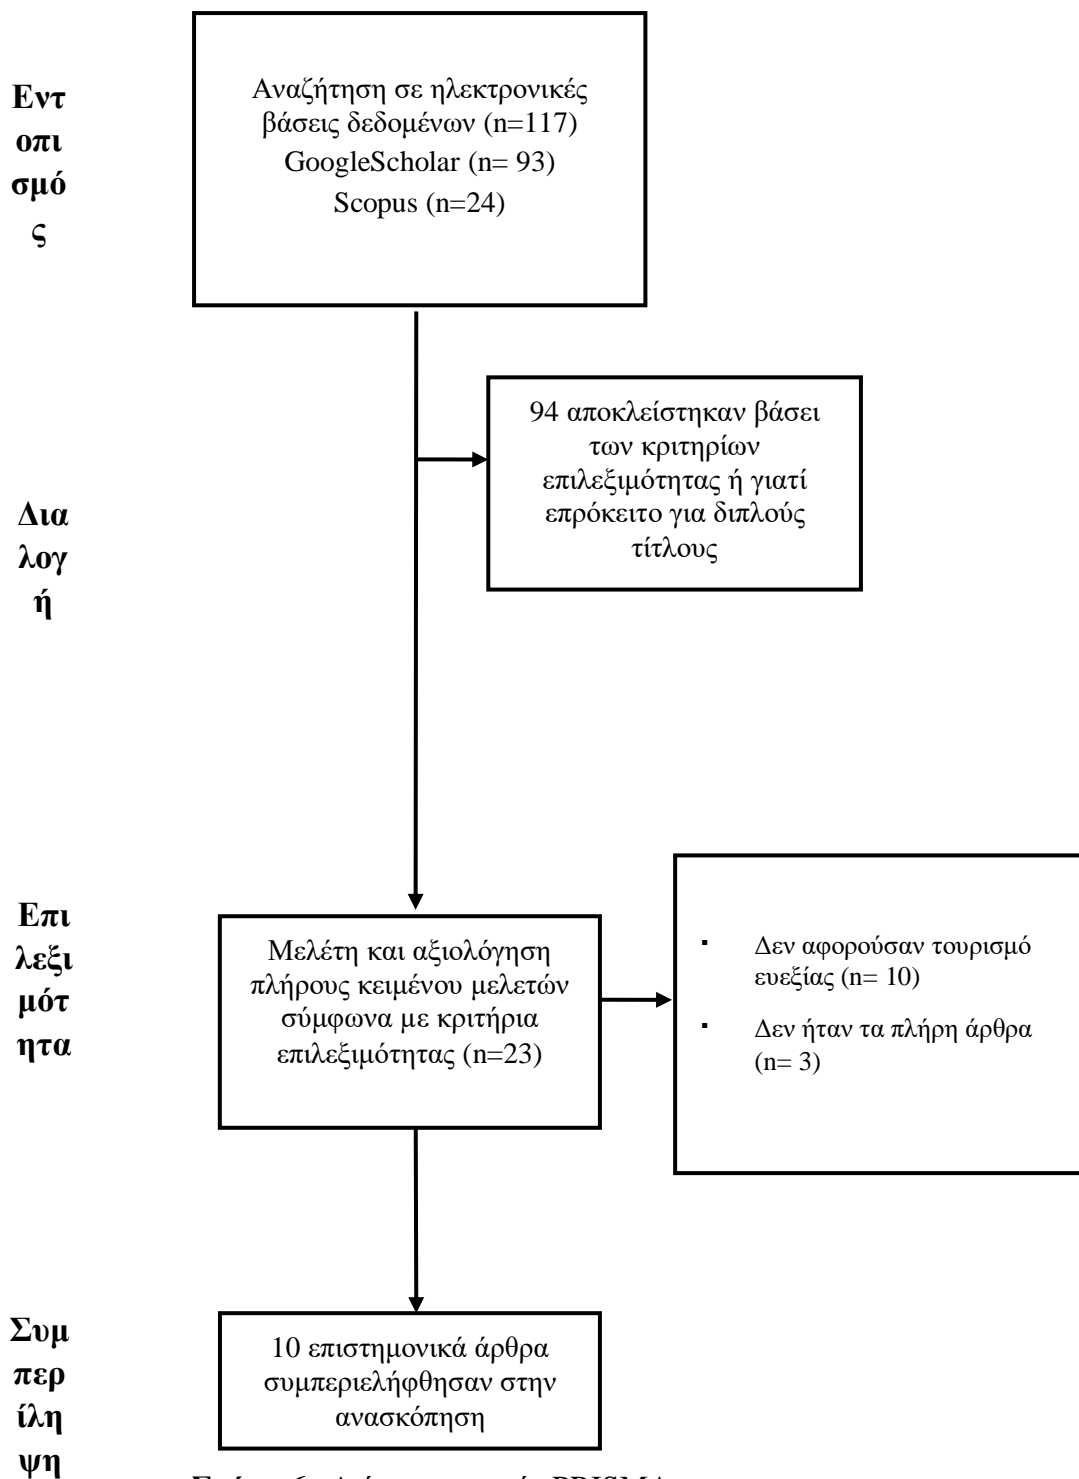 Εντ
οπι
σμό
ς
Αναζήτηση σε ηλεκτρονικές
βάσεις δεδομένων (n=117)
GoogleScholar (n= 93)
Scopus (n=24)
94 αποκλείστηκαν βάσει
των κριτηρίων
επιλεξιμότητας ή γιατί
επρόκειτο για διπλούς
τίτλους
Δια
λογ
ή
Επι
λεξι
μότ
ητα
Μελέτη και αξιολόγηση
πλήρους κειμένου μελετών
σύμφωνα με κριτήρια
επιλεξιμότητας (n=23)
▪ Δεν αφορούσαν τουρισμό
ευεξίας (n= 10)
▪ Δεν ήταν τα πλήρη άρθρα
(n= 3)
Συμ
περ
ίλη
ψη
10 επιστημονικά άρθρα
συμπεριελήφθησαν στην
ανασκόπηση